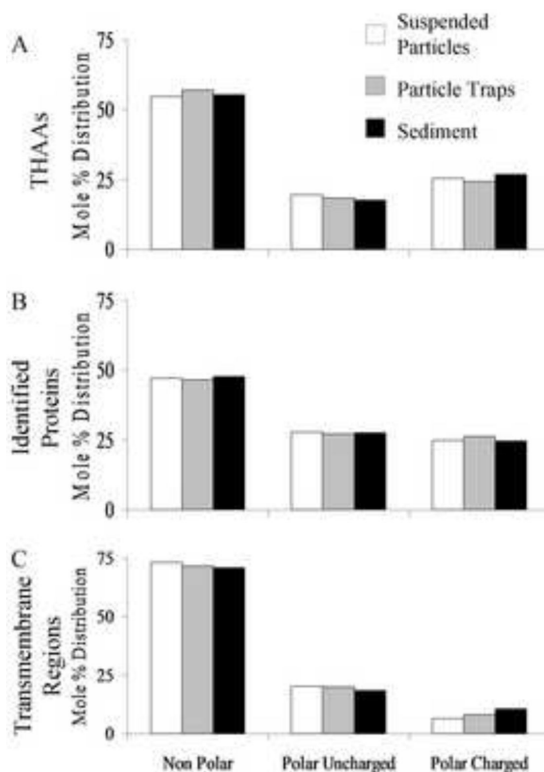 A
Suspended
Particles
Particle Traps
Sediment
THAAs
Mole % Distribution
75
50
25
0
B
Identified
Proteins
Mole % Distribution
75
50
25
0
C
Transmembrane
Regions
Mole % Distribution
75
50
25
0
Non Polar
Polar Uncharged
Polar Charged